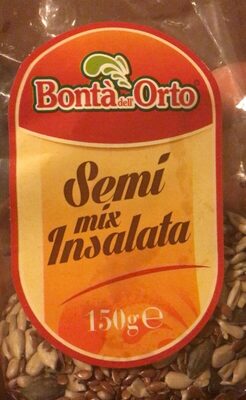 Bontà dell'Orto
Semi
mix
Insalata
150g e